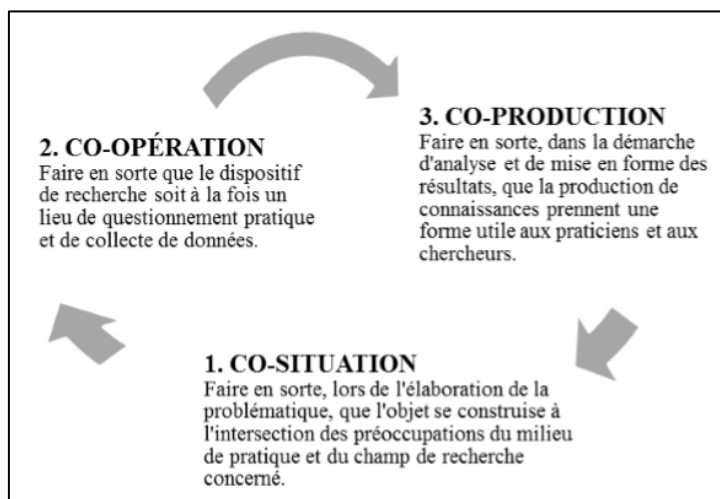 2. CO-OPÉRATION
Faire en sorte que le dispositif
de recherche soit à la fois un
lieu de questionnement pratique
et de collecte de données.
3. CO-PRODUCTION
Faire en sorte, dans la démarche
d'analyse et de mise en forme des
résultats, que la production de
connaissances prennent une
forme utile aux praticiens et aux
chercheurs.
1. CO-SITUATION
Faire en sorte, lors de l'élaboration de la
problématique, que l'objet se construise à
l'intersection des préoccupations du milieu
de pratique et du champ de recherche
concerné.